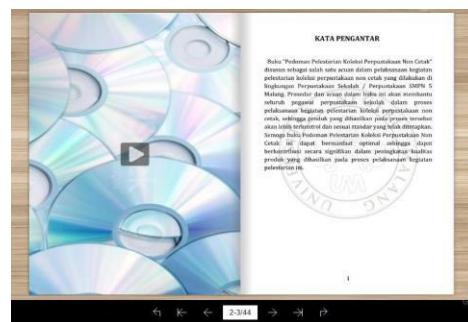 KATA PENGANTAR
Buku "Pedoman Pelestarian Koleksi Perpustakaan Non Cetak"
disusun sebagai salah satu acuan dalam pelaksanaan kegiatan
pelestarian koleksi perpustakaan non cetak yang dilakukan di
lingkungan Perpustakaan Sekolah / Perpustakaan SMPN 5
Malang. Prosedur dan acuan dalam buku ini akan membantu
seluruh pegawai perpustakaan sekolah dalam proses
pelaksanaan kegiatan pelestarian koleksi perpustakaan non
cetak, sehingga produk yang dihasilkan pada proses tersebut
akan lebih terkontrol dan sesuai standar yang telah ditetapkan.
Semoga buku Pedoman Pelestarian Koleksi Perpustakaan Non
Cetak ini dapat bermanfaat optimal sehingga dapat
berkontribusi secara signifikan dalam peningkatan kualitas
produk yang dihasilkan pada proses pelaksanaan kegiatan
pelestarian ini.
1
2-3/44